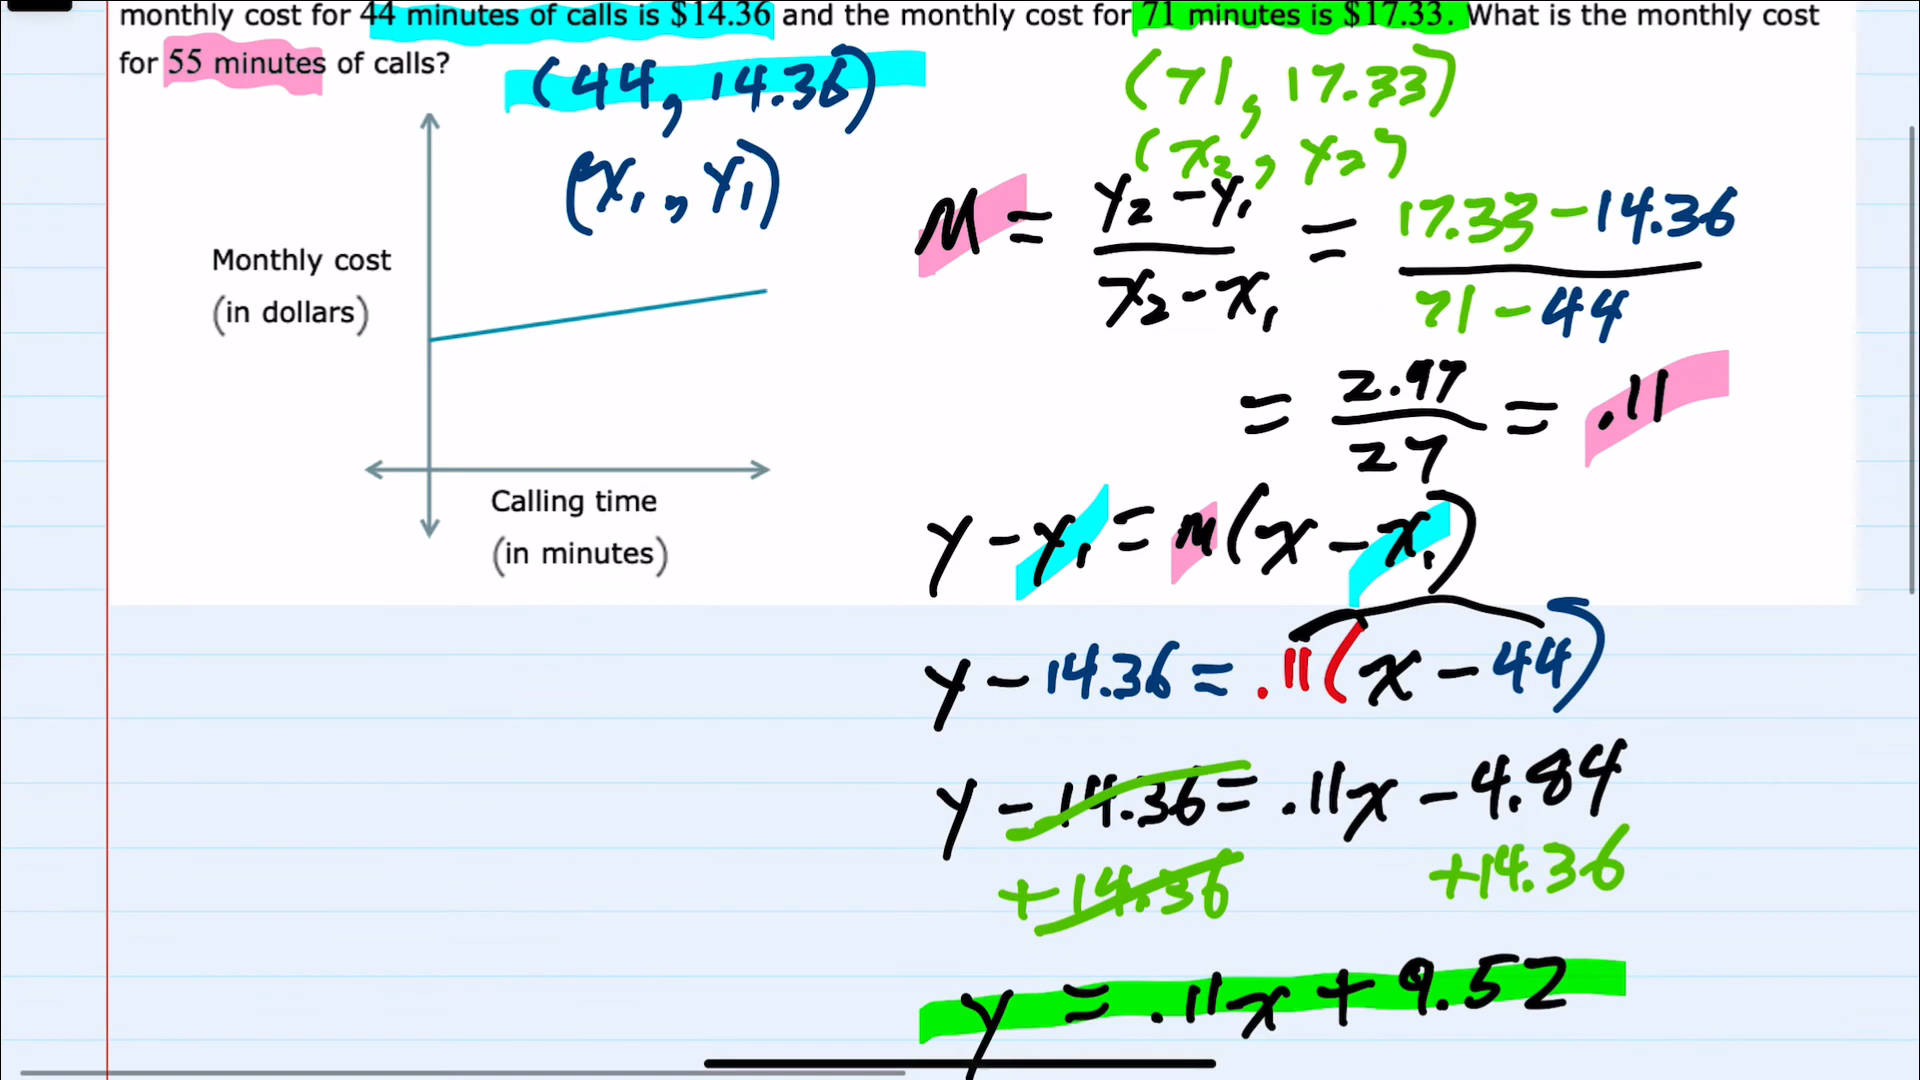 monthly cost for 44 minutes of calls is $14.36 and the monthly cost for 71 minutes is $17.33. What is the monthly cost
for 55 minutes of calls?
(44, 14.36)
(71, 17.33)
(x₁, y₁)
(x₂, y₂)
M = y₂ - y₁ / x₂ - x₁ = 17.33 - 14.36 / 71 - 44
= 2.97 / 27 = .11
Monthly cost
(in dollars)
Calling time
(in minutes)
y - y₁ = m(x - x₁)
y - 14.36 = .11(x - 44)
y - 14.36 = .11x - 4.84
+14.36 +14.36
y = .11x + 9.52